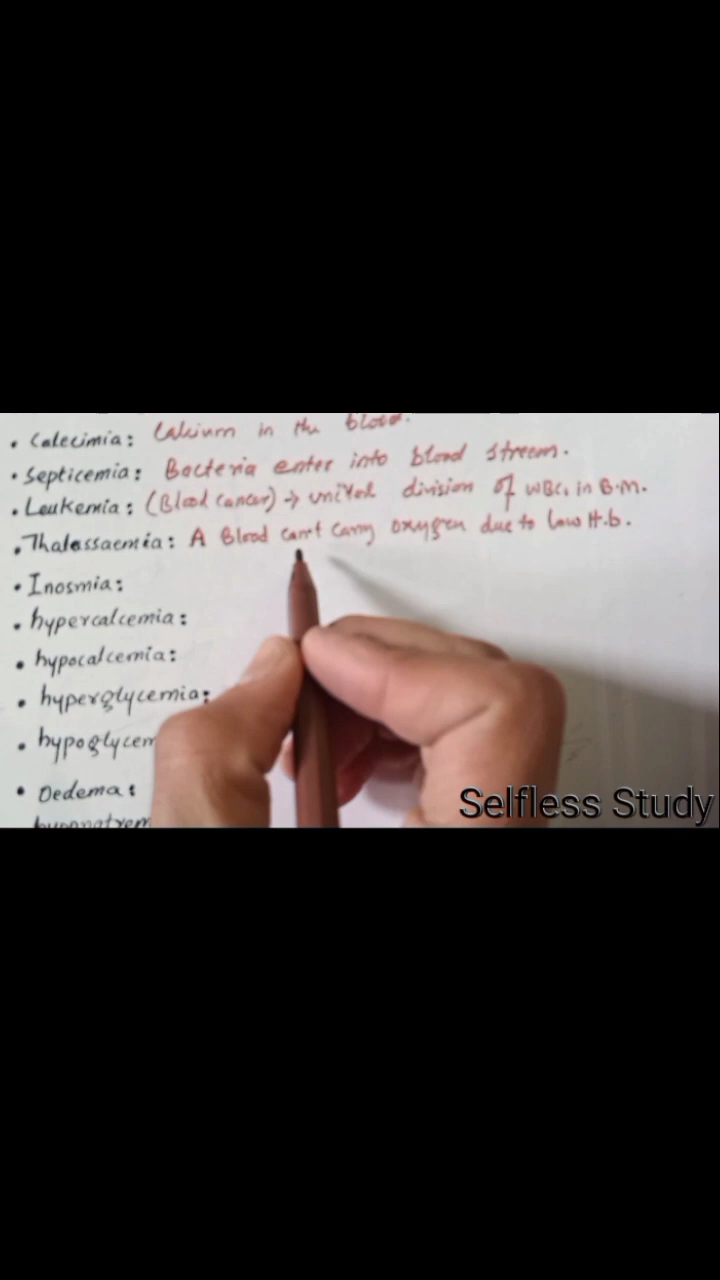 • Calecimia: Calcium in the blood.
• Septicemia: Bacteria enter into blood stream.
• Leukemia: (Blood cancer) → division of WBCs in B.M.
• Thalassaemia: A Blood can't carry oxygen due to low H.b.
• Inosmia:
• hypercalcemia:
• hypocalcemia:
• hyperglycemia:
• hypoglycem
• Oedema:
Selfless Study